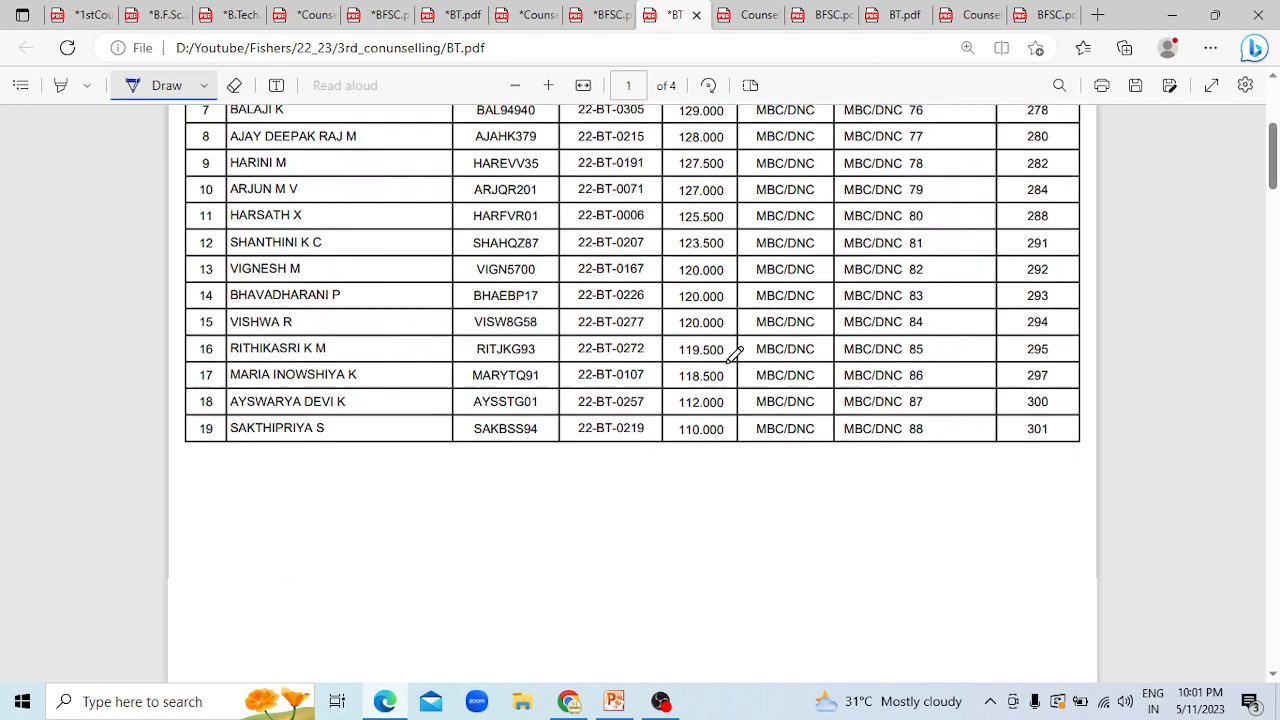 *1stCou
*B.F.Sc.
*B.Tech.
*Counse
*BFSC.p
*BT.pdf
*Counse
*BFSC.p
*BT
Counse
BFSC.pc
BT.pdf
Counse
BFSC.pc
File D:/Youtube/Fishers/22_23/3rd_conunselling/BT.pdf
Draw Read aloud 1 of 4
7 BALAJI K BAL94940 22-BT-0305 129.000 MBC/DNC MBC/DNC 76 278
8 AJAY DEEPAK RAJ M AJAHK379 22-BT-0215 128.000 MBC/DNC MBC/DNC 77 280
9 HARINI M HAREVV35 22-BT-0191 127.500 MBC/DNC MBC/DNC 78 282
10 ARJUN M V ARJQR201 22-BT-0071 127.000 MBC/DNC MBC/DNC 79 284
11 HARSATH X HARFVR01 22-BT-0006 125.500 MBC/DNC MBC/DNC 80 288
12 SHANTHINI K C SHAHQZ87 22-BT-0207 123.500 MBC/DNC MBC/DNC 81 291
13 VIGNESH M VIGN5700 22-BT-0167 120.000 MBC/DNC MBC/DNC 82 292
14 BHAVADHARANI P BHAEBP17 22-BT-0226 120.000 MBC/DNC MBC/DNC 83 293
15 VISHWA R VISW8G58 22-BT-0277 120.000 MBC/DNC MBC/DNC 84 294
16 RITHIKASRI K M RITJKG93 22-BT-0272 119.500 MBC/DNC MBC/DNC 85 295
17 MARIA INOWSHIYA K MARYTQ91 22-BT-0107 118.500 MBC/DNC MBC/DNC 86 297
18 AYSWARYA DEVI K AYSSTG01 22-BT-0257 112.000 MBC/DNC MBC/DNC 87 300
19 SAKTHIPRIYA S SAKBSS94 22-BT-0219 110.000 MBC/DNC MBC/DNC 88 301
Type here to search
zoom
31°C Mostly cloudy
ENG
IN
10:01 PM
5/11/2023
3